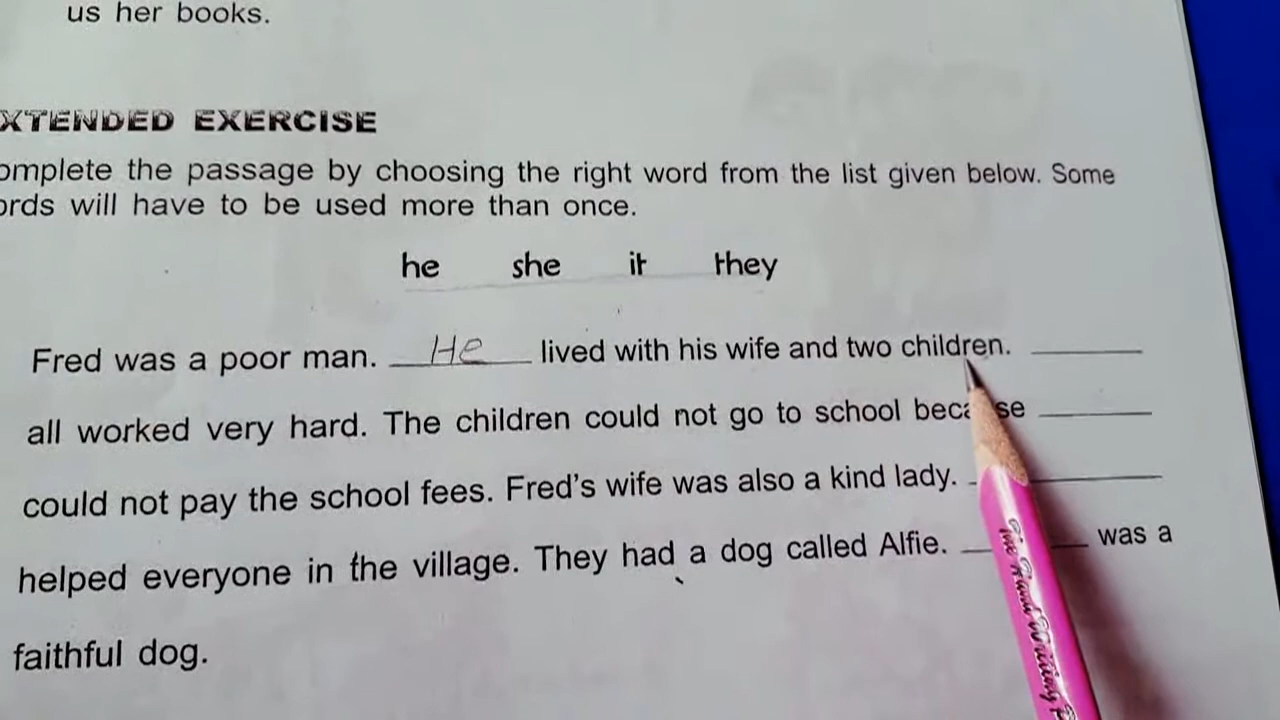 us her books.
XTENDED EXERCISE
omplete the passage by choosing the right word from the list given below. Some
ords will have to be used more than once.
he she it they
Fred was a poor man. He lived with his wife and two children.
all worked very hard. The children could not go to school because
could not pay the school fees. Fred's wife was also a kind lady.
helped everyone in the village. They had a dog called Alfie. was a
faithful dog.